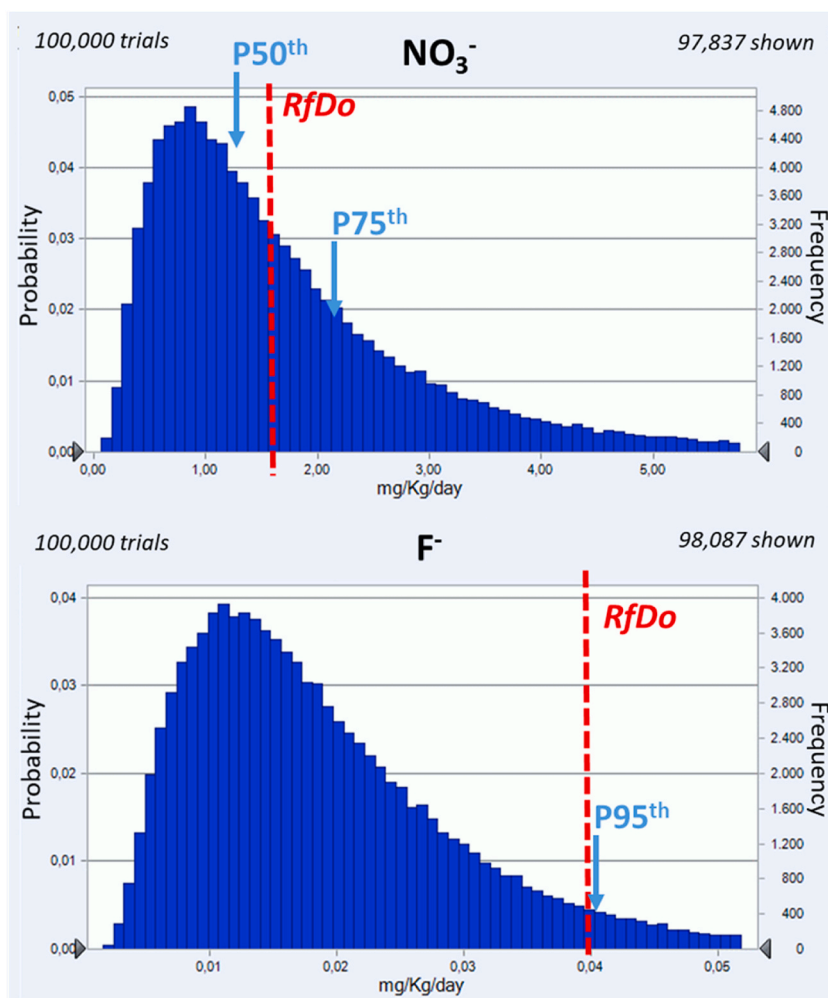 100,000 trials
P50th
NO3-
97,837 shown
RfDo
P75th
Probability
0,05
0,04
0,03
0,02
0,01
0,00
Frequency
4.800
4.400
4.000
3.600
3.200
2.800
2.400
2.000
1.600
1.200
800
400
0
0,00 1,00 2,00 3,00 4,00 5,00
mg/Kg/day
100,000 trials
F-
98,087 shown
RfDo
P95th
Probability
0,04
0,03
0,02
0,01
0,00
Frequency
4.000
3.600
3.200
2.800
2.400
2.000
1.600
1.200
800
400
0
0,01 0,02 0,03 0,04 0,05
mg/Kg/day